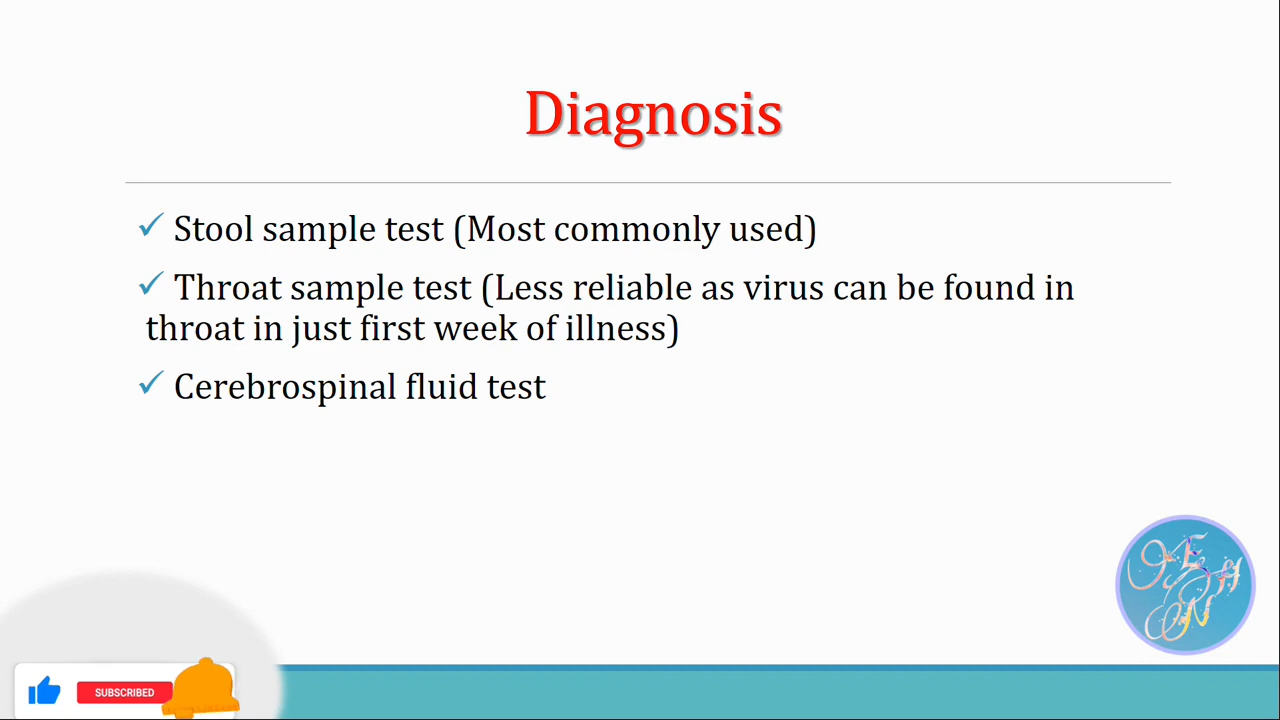 Diagnosis
✓ Stool sample test (Most commonly used)
✓ Throat sample test (Less reliable as virus can be found in
throat in just first week of illness)
✓ Cerebrospinal fluid test
SUBSCRIBED